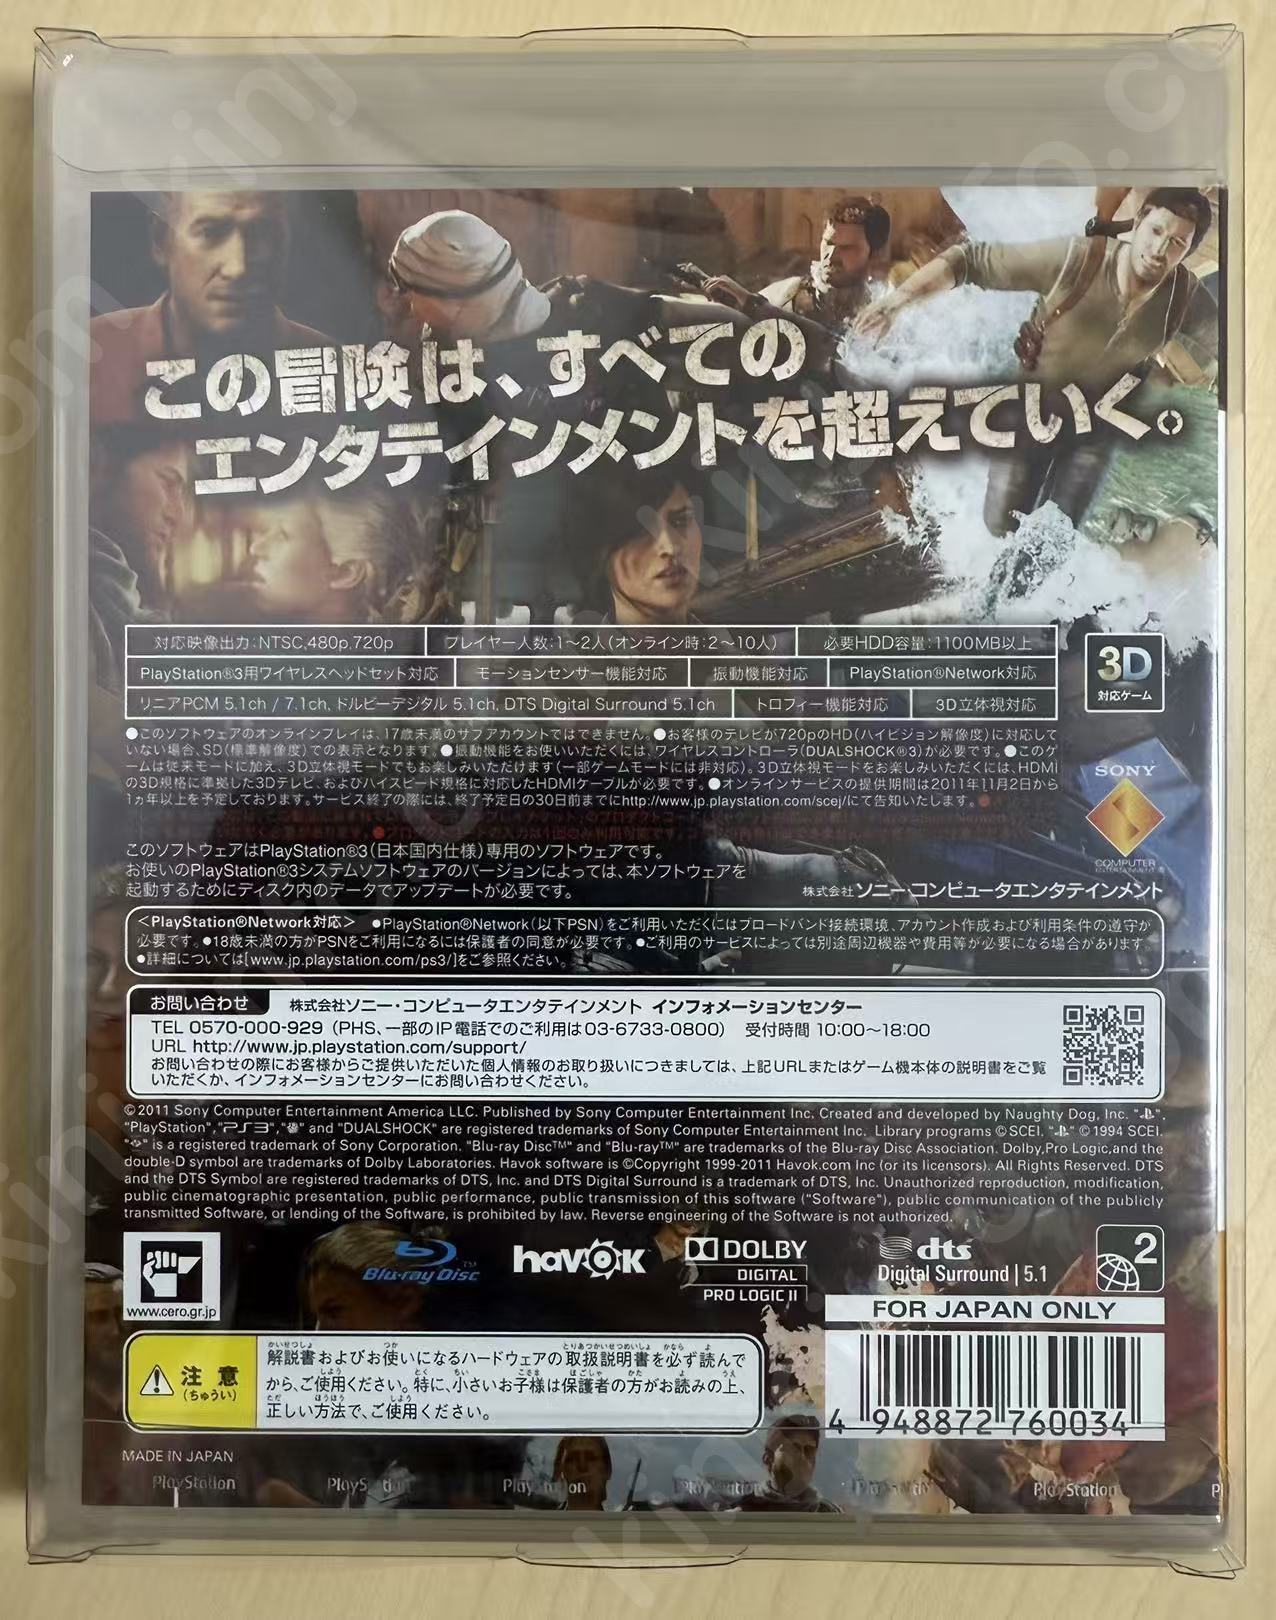 この冒険は、すべての
エンタテインメントを超えていく。
対応映像出力:NTSC,480p,720p プレイヤー人数:1〜2人(オンライン時:2〜10人) 必要HDD容量:1100MB以上
PlayStation®3用ワイヤレスヘッドセット対応 モーションセンサー機能対応 振動機能対応 PlayStation®Network対応
リニアPCM 5.1ch / 7.1ch, ドルビーデジタル 5.1ch, DTS Digital Surround 5.1ch トロフィー機能対応 3D立体視対応
3D
対応ゲーム
●このソフトウェアのオンラインプレイは、17歳未満のサブアカウントではできません。●お客様のテレビが720pのHD(ハイビジョン解像度)に対応して
いない場合、SD(標準解像度)での表示となります。●振動機能をお使いいただくには、ワイヤレスコントローラ(DUALSHOCK®3)が必要です。●このゲ
ームは従来モードに加え、3D立体視モードでもお楽しみいただけます(一部ゲームモードには非対応)。3D立体視モードをお楽しみいただくには、HDMI
の3D規格に準拠した3Dテレビ、およびハイスピード規格に対応したHDMIケーブルが必要です。●オンラインサービスの提供期間は2011年11月2日から
1ヵ年以上を予定しております。サービス終了の際には、終了予定日の30日前までにhttp://www.jp.playstation.com/scej/にて告知いたします。
SONY
COMPUTER
ENTERTAINMENT
このソフトウェアはPlayStation®3(日本国内仕様)専用のソフトウェアです。
お使いのPlayStation®3システムソフトウェアのバージョンによっては、本ソフトウェアを
起動するためにディスク内のデータでアップデートが必要です。
株式会社ソニー・コンピュータエンタテインメント
<PlayStation®Network対応> ●PlayStation®Network(以下PSN)をご利用いただくにはブロードバンド接続環境、アカウント作成および利用条件の遵守が
必要です。●18歳未満の方がPSNをご利用になるには保護者の同意が必要です。●ご利用のサービスによっては別途周辺機器や費用等が必要になる場合があります。
●詳細については[www.jp.playstation.com/ps3/]をご参照ください。
お問い合わせ 株式会社ソニー・コンピュータエンタテインメント インフォメーションセンター
TEL 0570-000-929 (PHS、一部のIP電話でのご利用は03-6733-0800) 受付時間 10:00〜18:00
URL http://www.jp.playstation.com/support/
お問い合わせの際にお客様からご提供いただいた個人情報のお取り扱いにつきましては、上記URLまたはゲーム機本体の説明書をご覧
いただくか、インフォメーションセンターにお問い合わせください。
©2011 Sony Computer Entertainment America LLC. Published by Sony Computer Entertainment Inc. Created and developed by Naughty Dog, Inc. " ",
"PlayStation","PS3"," " and "DUALSHOCK" are registered trademarks of Sony Computer Entertainment Inc. Library programs ©SCEI. " " ©1994 SCEI.
" " is a registered trademark of Sony Corporation. "Blu-ray Disc™" and "Blu-ray™" are trademarks of the Blu-ray Disc Association. Dolby,Pro Logic,and the
double-D symbol are trademarks of Dolby Laboratories. Havok software is ©Copyright 1999-2011 Havok.com Inc (or its licensors). All Rights Reserved. DTS
and the DTS Symbol are registered trademarks of DTS, Inc. and DTS Digital Surround is a trademark of DTS, Inc. Unauthorized reproduction, modification,
public cinematographic presentation, public performance, public transmission of this software ("Software"), public communication of the publicly
transmitted Software, or lending of the Software, is prohibited by law. Reverse engineering of the Software is not authorized.
www.cero.gr.jp
Blu-ray Disc™
havok
DOLBY
DIGITAL
PRO LOGIC II
dts
Digital Surround | 5.1
2
FOR JAPAN ONLY
4 948872 760034
注意
(ちゅうい)
解説書およびお使いになるハードウェアの取扱説明書を必ず読んで
から、ご使用ください。特に、小さいお子様は保護者の方がお読みの上、
正しい方法で、ご使用ください。
MADE IN JAPAN
PlayStation PlayStation PlayStation PlayStation PlayStation PlayStation P